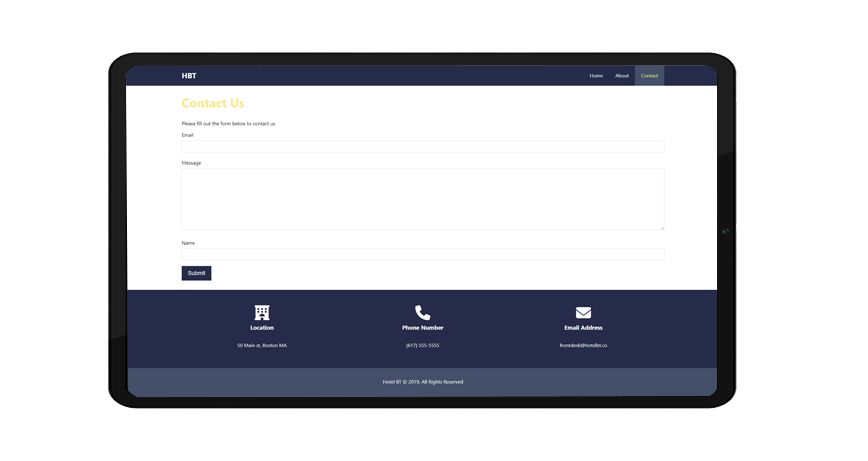 HBT
Home About Contact
Contact Us
Please fill out the form below to contact us
Email
Message
Name
Submit
Location Phone Number Email Address
50 Main st, Boston MA (617) 555-5555 frontdesk@hotelbt.co
Hotel BT © 2019, All Rights Reserved